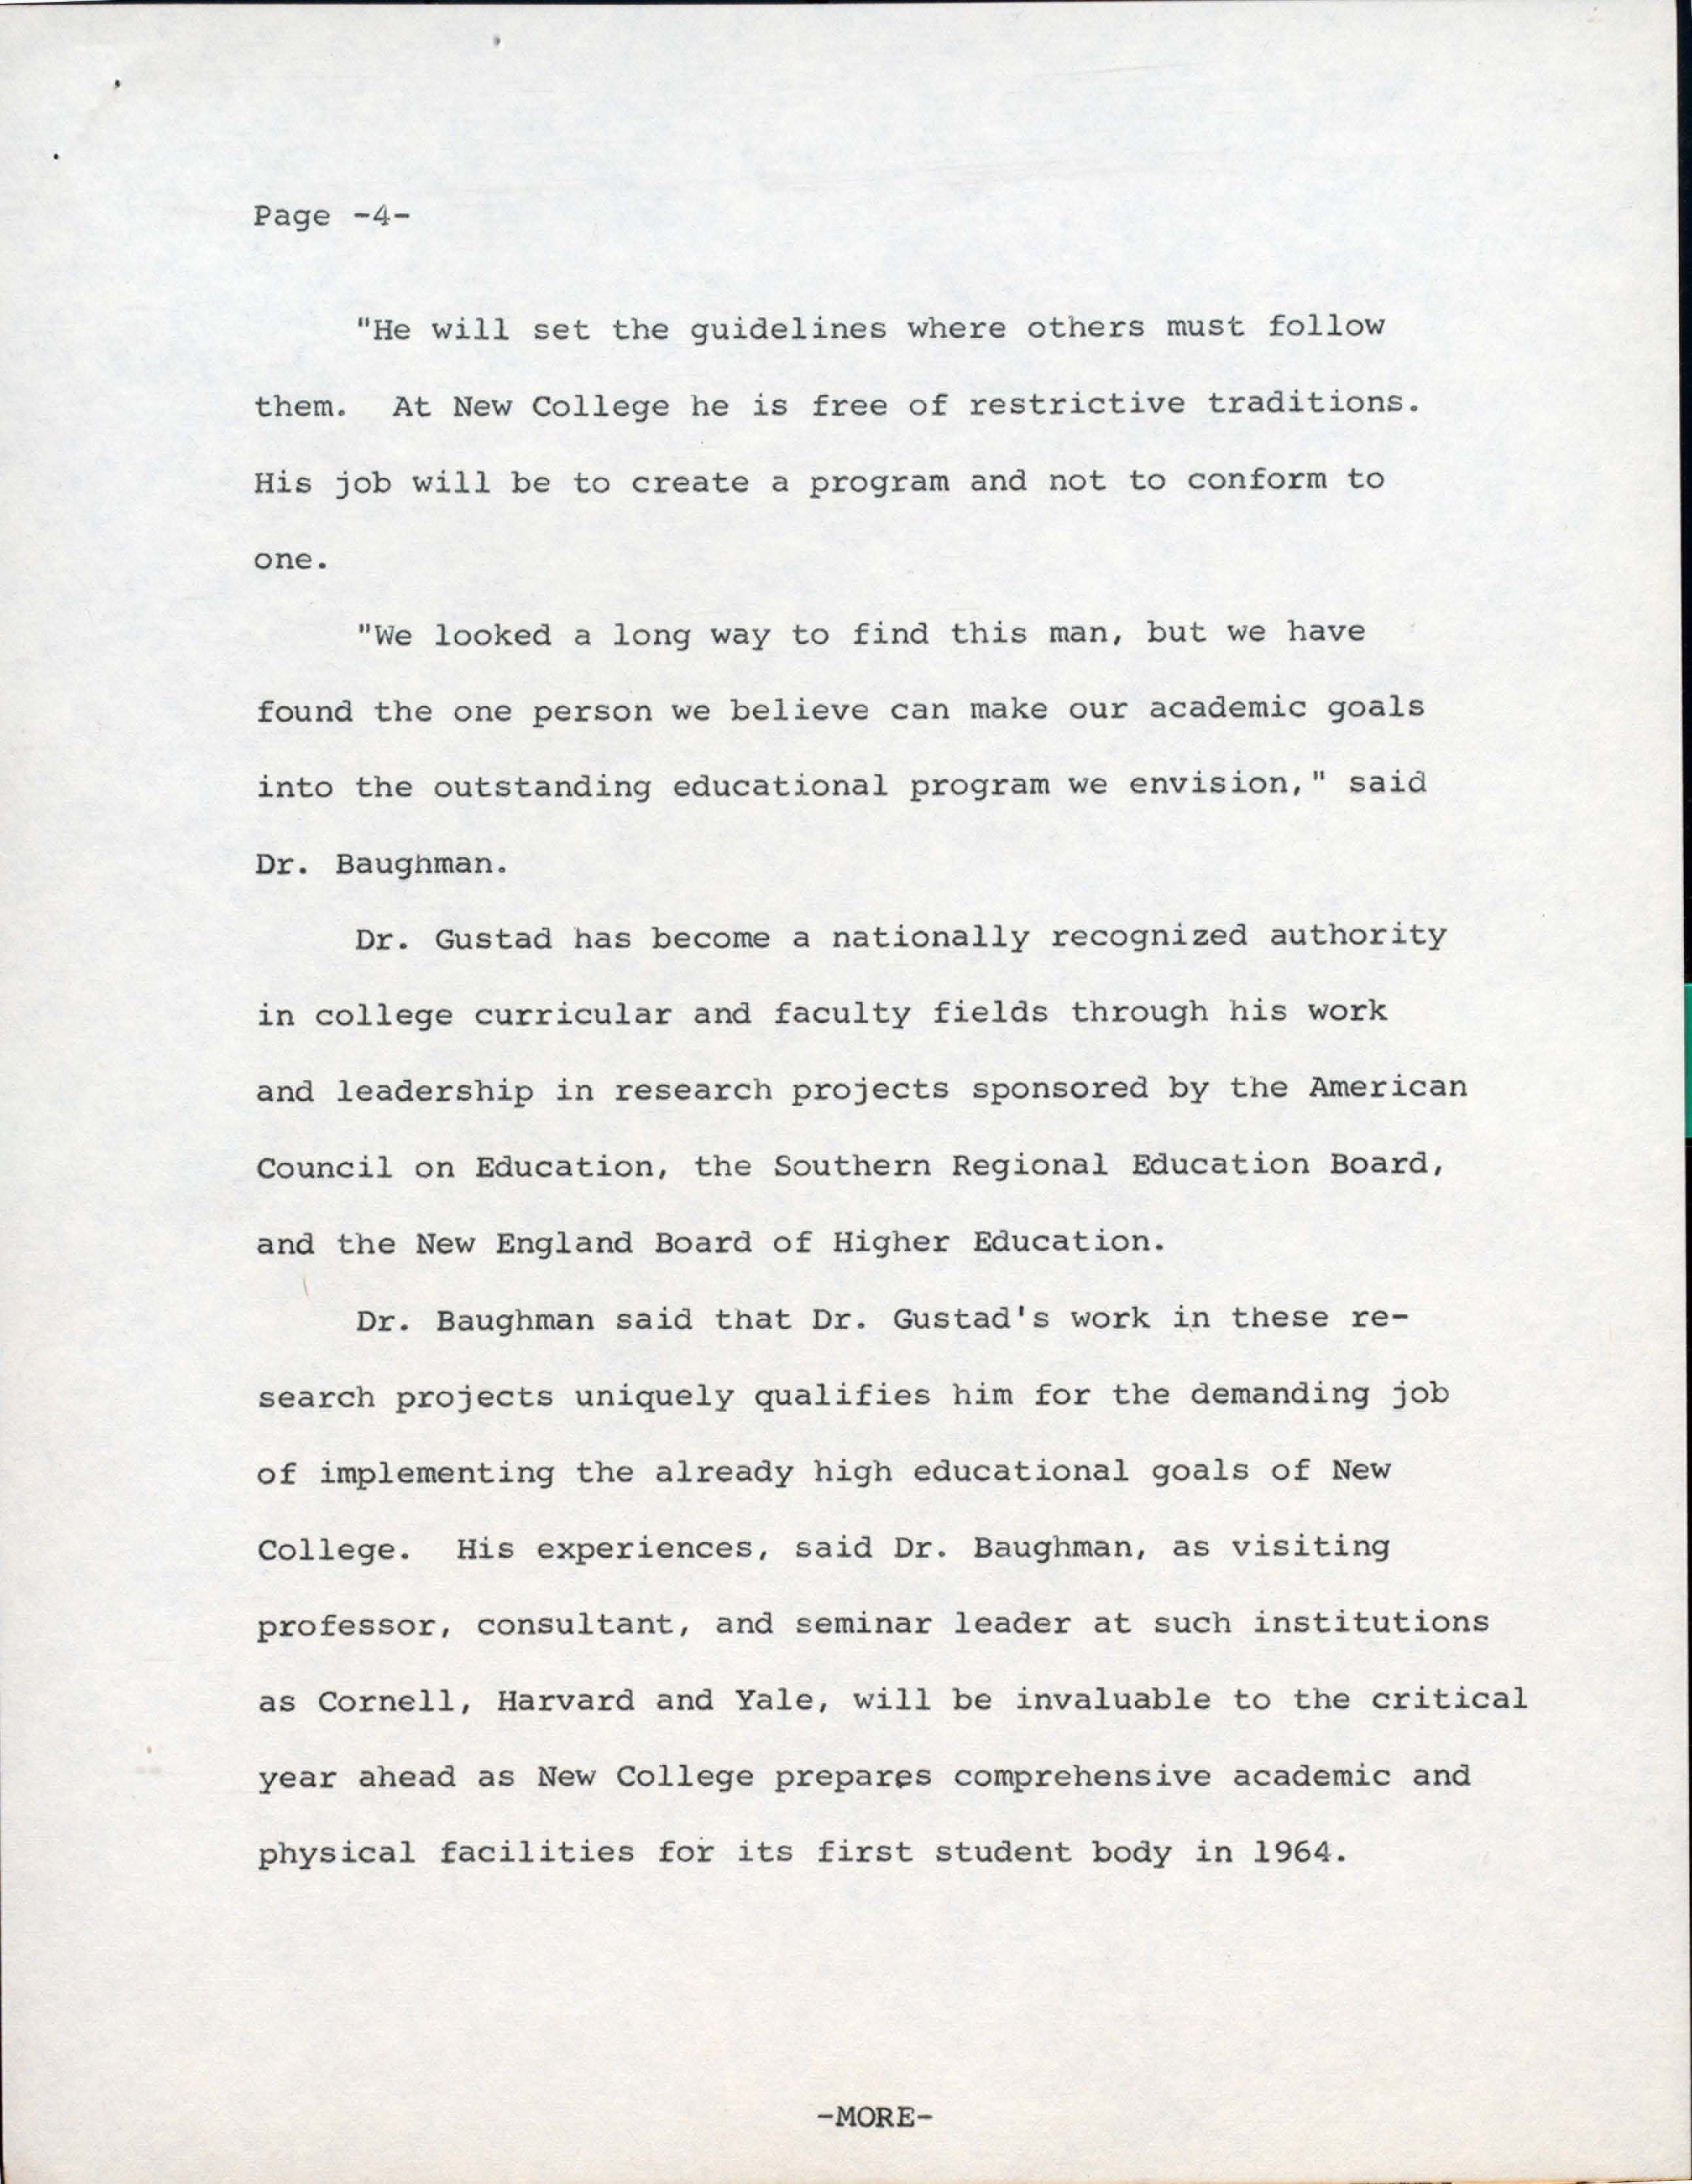 Page -4-
"He will set the guidelines where others must follow
them.  At New College he is free of restrictive traditions.
His job will be to create a program and not to conform to
one.
"We looked a long way to find this man, but we have
found the one person we believe can make our academic goals
into the outstanding educational program we envision," said
Dr. Baughman.
Dr. Gustad has become a nationally recognized authority
in college curricular and faculty fields through his work
and leadership in research projects sponsored by the American
Council on Education, the Southern Regional Education Board,
and the New England Board of Higher Education.
Dr. Baughman said that Dr. Gustad's work in these re-
search projects uniquely qualifies him for the demanding job
of implementing the already high educational goals of New
College.  His experiences, said Dr. Baughman, as visiting
professor, consultant, and seminar leader at such institutions
as Cornell, Harvard and Yale, will be invaluable to the critical
year ahead as New College prepares comprehensive academic and
physical facilities for its first student body in 1964.
-MORE-